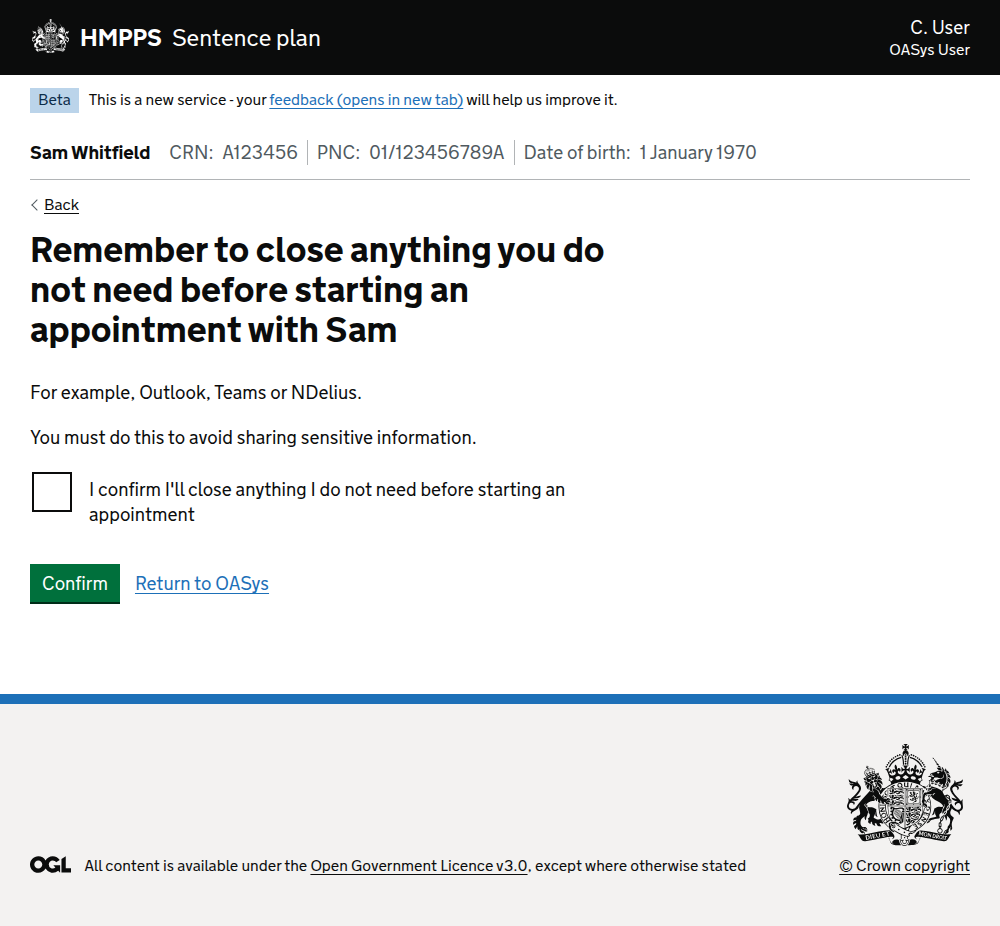 HMPPS Sentence plan
C. User
OASys User
Beta This is a new service - your feedback (opens in new tab) will help us improve it.
Sam Whitfield CRN: A123456 PNC: 01/123456789A Date of birth: 1 January 1970
Back
Remember to close anything you do
not need before starting an
appointment with Sam
For example, Outlook, Teams or NDelius.
You must do this to avoid sharing sensitive information.
I confirm I'll close anything I do not need before starting an
appointment
Confirm Return to OASys
DIEU ET MON DROIT
OGL All content is available under the Open Government Licence v3.0, except where otherwise stated
© Crown copyright